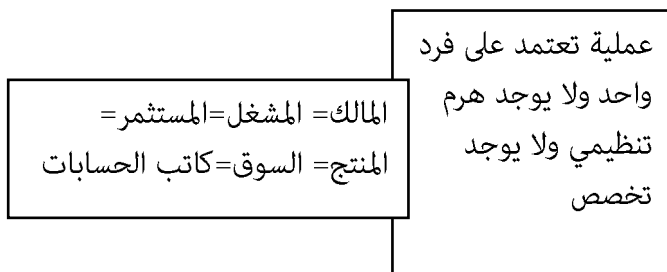 عملية تعتمد على فرد
واحد ولا يوجد هرم
تنظيمي ولا يوجد
تخصص
المالك= المشغل=المستثمر=
المنتج= السوق=كاتب الحسابات